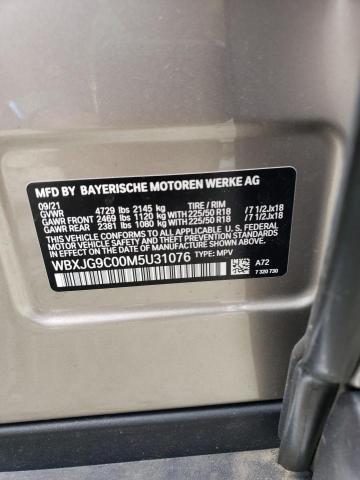 MFD BY BAYERISCHE MOTOREN WERKE AG
09/21 TIRE / RIM
GVWR 4729 lbs 2145 kg
GAWR FRONT 2469 lbs 1120 kg WITH 225/50 R18 /7 1/2Jx18
GAWR REAR 2381 lbs 1080 kg WITH 225/50 R18 /7 1/2Jx18
THIS VEHICLE CONFORMS TO ALL APPLICABLE U.S. FEDERAL
MOTOR VEHICLE SAFETY STANDARDS IN EFFECT ON THE DATE OF
MANUFACTURE SHOWN ABOVE.
WBXJG9C00M5U31076 TYPE: MPV A72
7 320 730